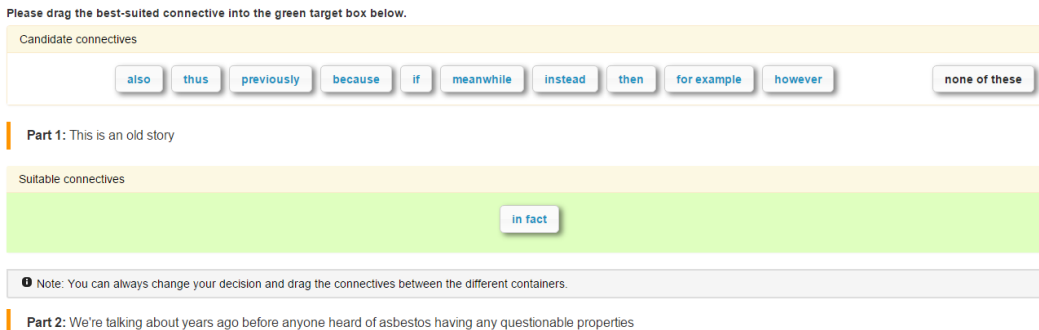 Please drag the best-suited connective into the green target box below.
Candidate connectives
also thus previously because if meanwhile instead then for example however none of these
Part 1: This is an old story
Suitable connectives
in fact
Note: You can always change your decision and drag the connectives between the different containers.
Part 2: We're talking about years ago before anyone heard of asbestos having any questionable properties